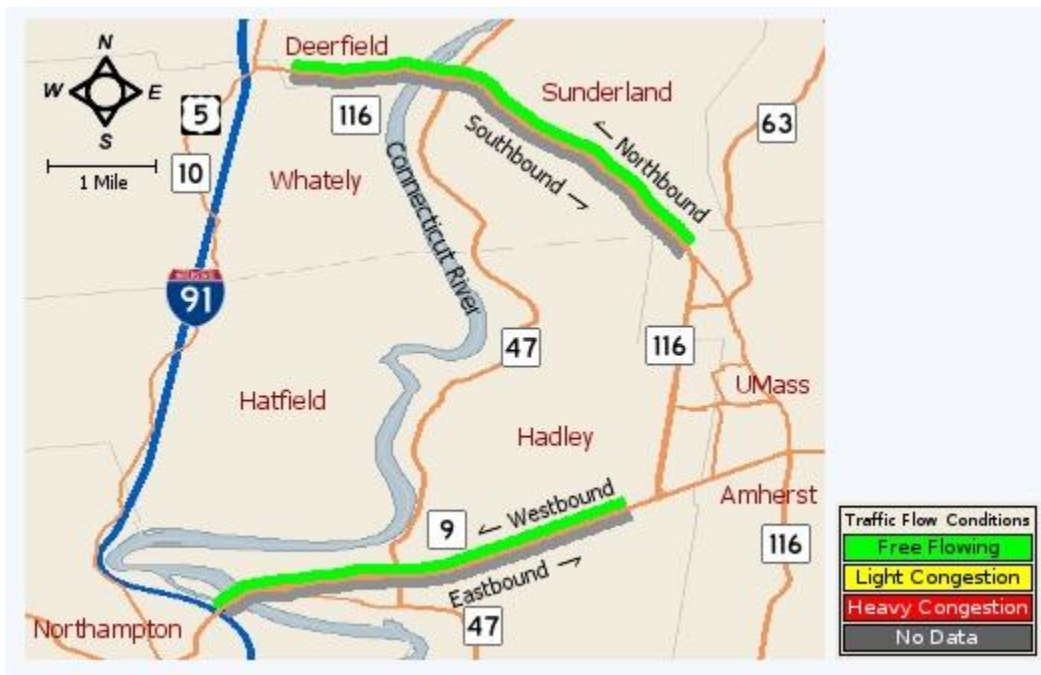 N
W E
S
1 Mile
Deerfield
5
116
10
Sunderland
63
Southbound →
← Northbound
Whately
Connecticut River
91
47
116
Hatfield
UMass
Hadley
Amherst
← Westbound
9
Eastbound →
116
Northampton
47
Traffic Flow Conditions
Free Flowing
Light Congestion
Heavy Congestion
No Data